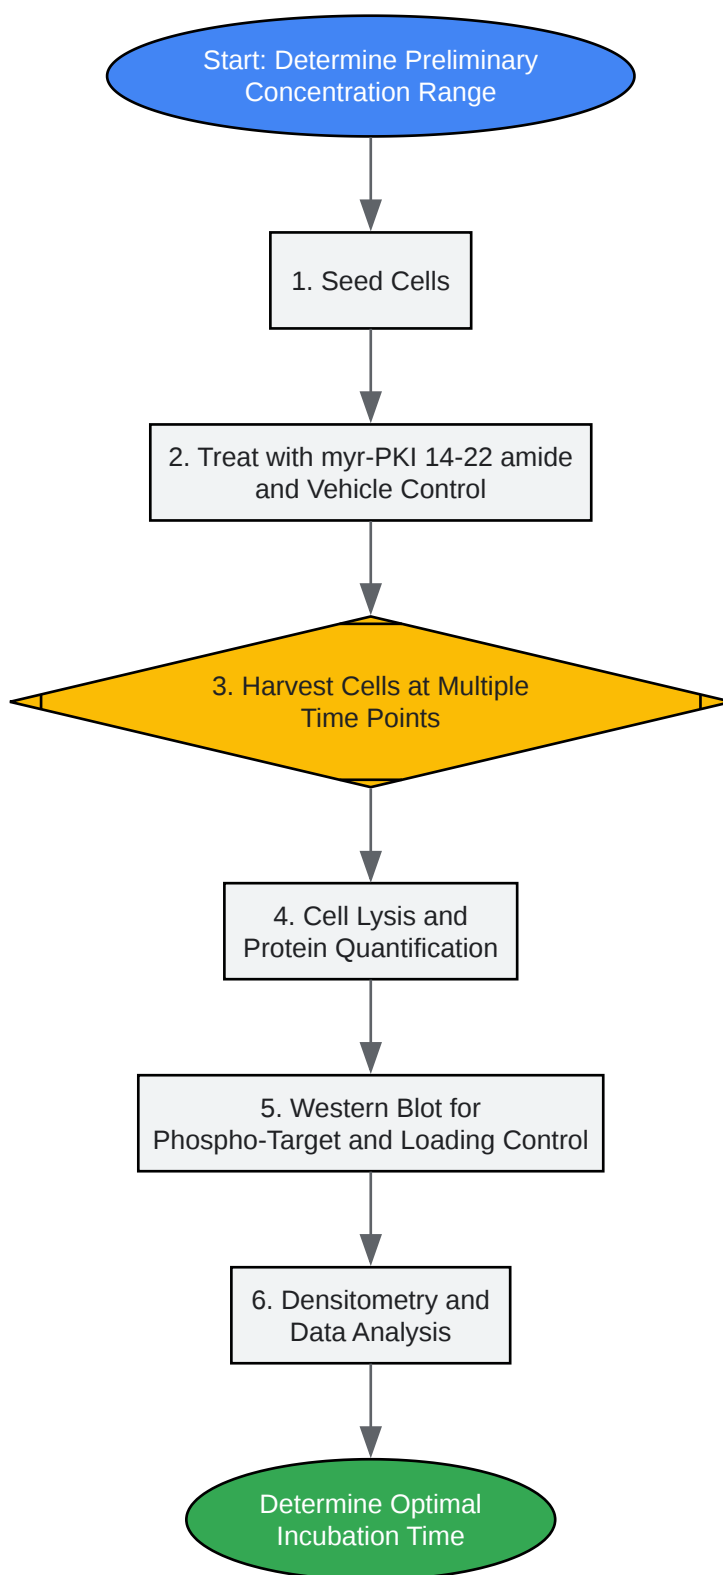 Start: Determine Preliminary
Concentration Range
1. Seed Cells
2. Treat with myr-PKI 14-22 amide
and Vehicle Control
3. Harvest Cells at Multiple
Time Points
4. Cell Lysis and
Protein Quantification
5. Western Blot for
Phospho-Target and Loading Control
6. Densitometry and
Data Analysis
Determine Optimal
Incubation Time